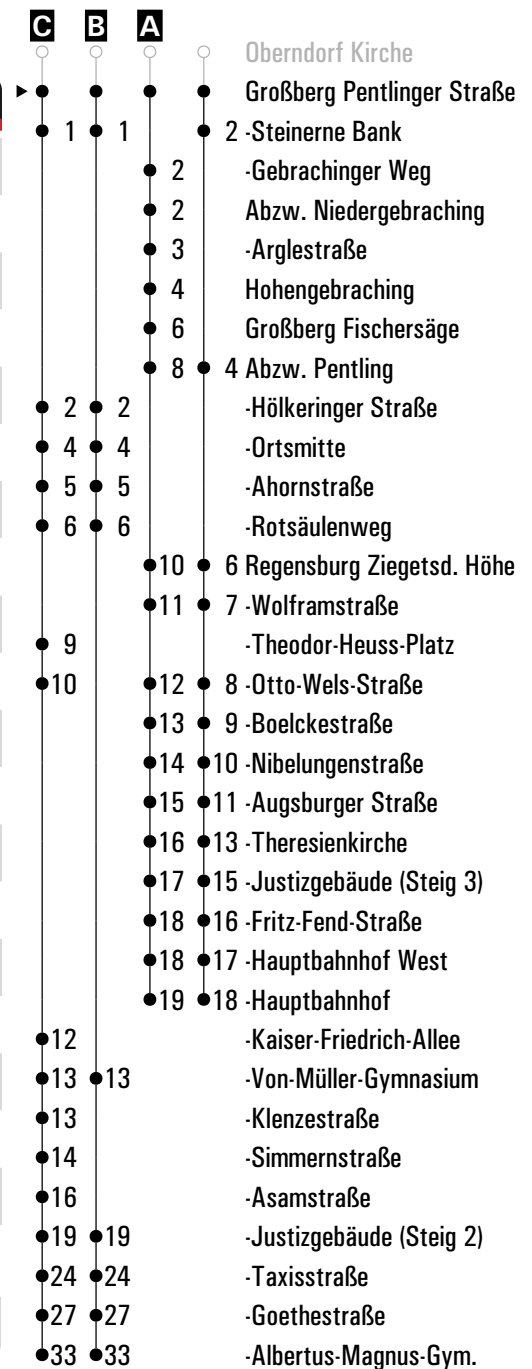 C B A
Oberndorf Kirche
Großberg Pentlinger Straße
1 1 2 -Steinerne Bank
2 -Gebrachinger Weg
2 Abzw. Niedergebraching
3 -Arglestraße
4 Hohengebraching
6 Großberg Fischersäge
8 4 Abzw. Pentling
2 2 -Hölkeringer Straße
4 4 -Ortsmitte
5 5 -Ahornstraße
6 6 -Rotsäulenweg
10 6 Regensburg Ziegetsd. Höhe
11 7 -Wolframstraße
9 -Theodor-Heuss-Platz
10 12 8 -Otto-Wels-Straße
13 9 -Boelckestraße
14 10 -Nibelungenstraße
15 11 -Augsburger Straße
16 13 -Theresienkirche
17 15 -Justizgebäude (Steig 3)
18 16 -Fritz-Fend-Straße
18 17 -Hauptbahnhof West
19 18 -Hauptbahnhof
12 -Kaiser-Friedrich-Allee
13 13 -Von-Müller-Gymnasium
13 -Klenzestraße
14 -Simmernstraße
16 -Asamstraße
19 19 -Justizgebäude (Steig 2)
24 24 -Taxisstraße
27 27 -Goethestraße
33 33 -Albertus-Magnus-Gym.